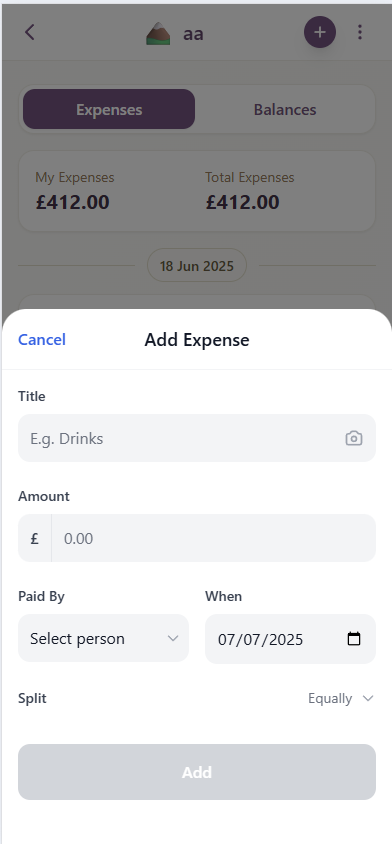 aa
Expenses Balances
My Expenses Total Expenses
£412.00 £412.00
18 Jun 2025
Cancel Add Expense
Title
E.g. Drinks
Amount
£ 0.00
Paid By When
Select person 07/07/2025
Split Equally
Add